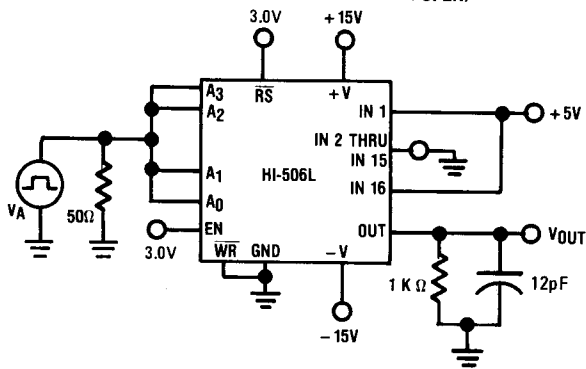 3.0V
+15V
A3
A2
RS
+V
IN 1
+5V
IN 2 THRU
IN 15
A1
HI-506L
IN 16
A0
VA
50Ω
EN
OUT
VOUT
3.0V
WR
GND
-V
1 KΩ
12pF
-15V